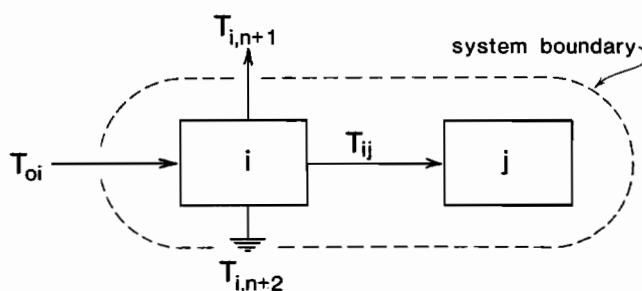 T_{i,n+1}
system boundary
T_{oi}
i
T_{ij}
j
T_{i,n+2}